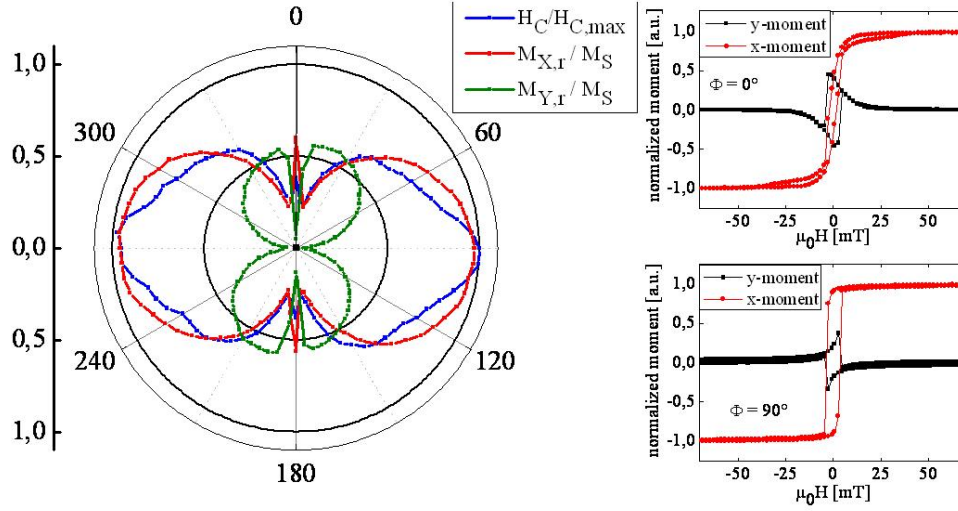 0
H_C/H_C,max
M_X,r / M_S
M_Y,r / M_S
1,0
0,5
0,0
0,5
1,0
300
60
240
120
180
normalized moment [a.u.]
y-moment
x-moment
Φ = 0°
1,0
0,5
0,0
-0,5
-1,0
-50 -25 0 25 50
μ₀H [mT]
normalized moment [a.u.]
y-moment
x-moment
Φ = 90°
1,0
0,5
0,0
-0,5
-1,0
-50 -25 0 25 50
μ₀H [mT]